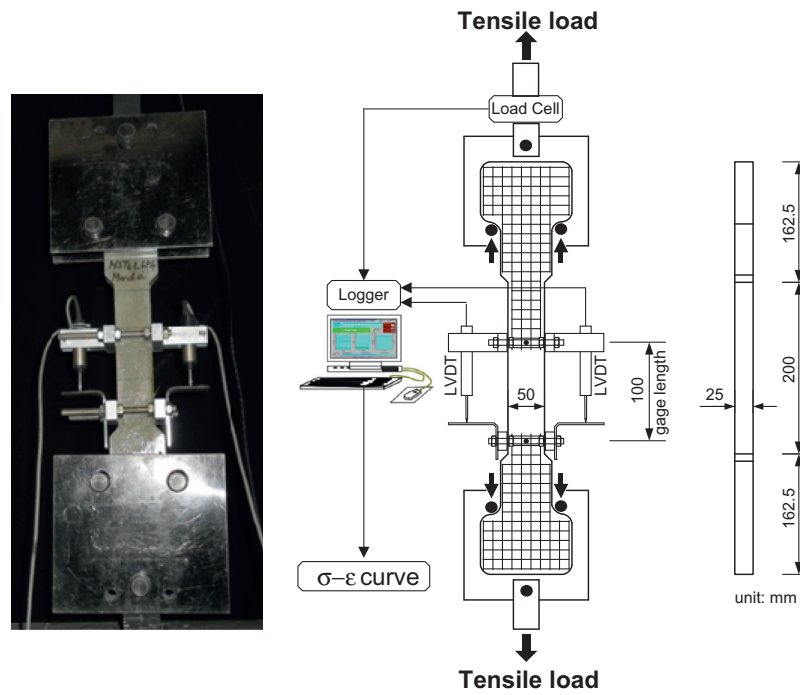 Tensile load
Load Cell
Logger
LVDT
LVDT
50
100
gage length
25
162.5
200
162.5
σ–ε curve
unit: mm
Tensile load